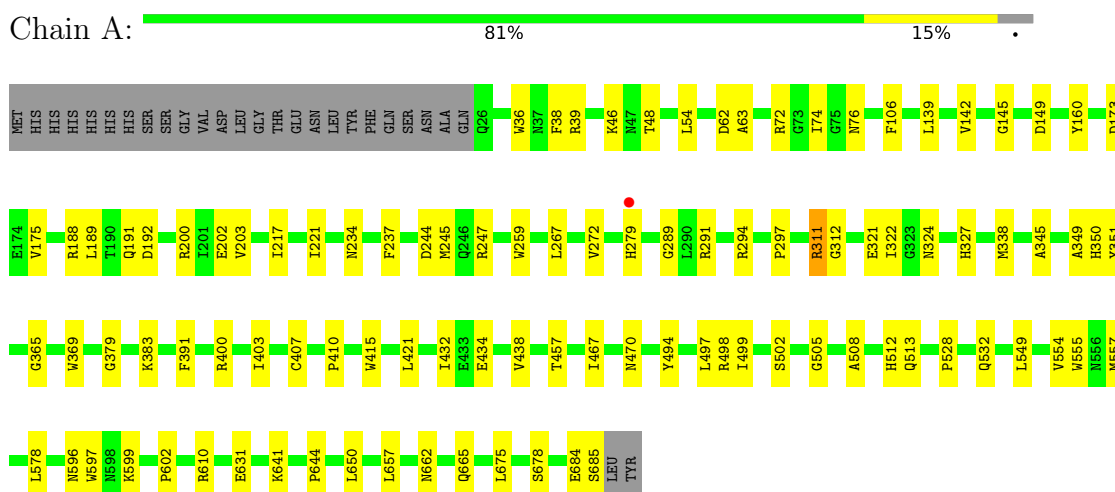 Chain A:
81% 15% •
MET HIS HIS HIS HIS HIS HIS SER SER GLY VAL ASP LEU GLY THR GLU ASN LEU TYR PHE GLN SER ASN ALA GLN Q26 W36 N37 F38 R39 K46 N47 T48 L54 D62 A63 R72 G73 I74 G75 N76 F106 L139 V142 G145 D149 Y160 D173
E174 V175 R188 L189 T190 Q191 D192 R200 I201 E202 V203 I217 I221 N234 F237 D244 M245 Q246 R247 W259 L267 V272 H279 G289 L290 R291 R294 P297 R311 G312 E321 I322 G323 N324 H327 M338 A345 A349 H350 Y351
G365 W369 G379 K383 F391 R400 I403 C407 P410 W415 L421 I432 E433 E434 V438 T457 I467 N470 Y494 L497 R498 I499 S502 G505 A508 H512 Q513 P528 Q532 L549 V554 W555 N556 M557
L578 N596 W597 N598 K599 P602 R610 E631 K641 P644 L650 L657 N662 Q665 L675 S678 E684 S685 LEU TYR